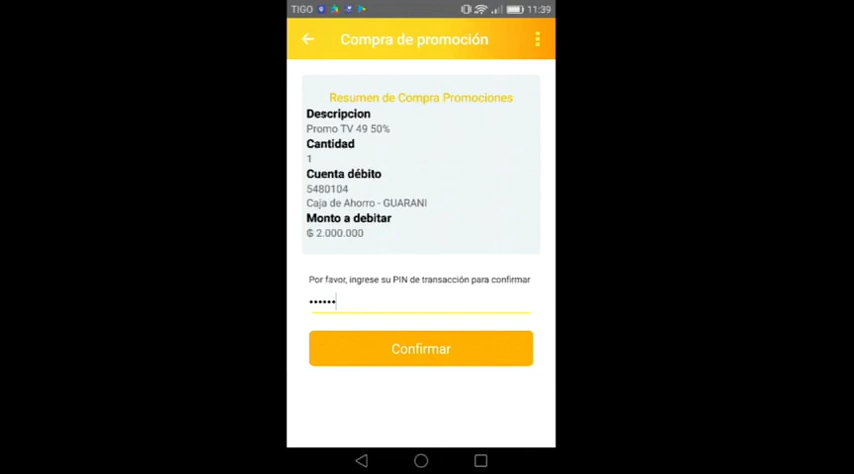 TIGO 11:39
Compra de promoción
Resumen de Compra Promociones
Descripcion
Promo TV 49 50%
Cantidad
1
Cuenta débito
5480104
Caja de Ahorro - GUARANI
Monto a debitar
₲ 2.000.000
Por favor, ingrese su PIN de transacción para confirmar
••••••
Confirmar